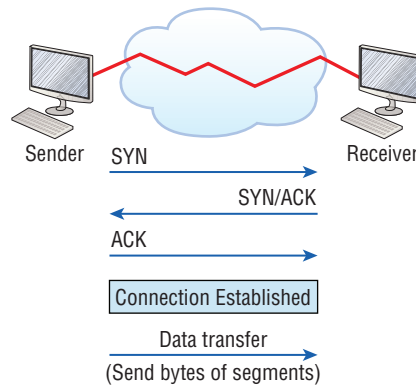 Sender
Receiver
SYN
SYN/ACK
ACK
Connection Established
Data transfer
(Send bytes of segments)